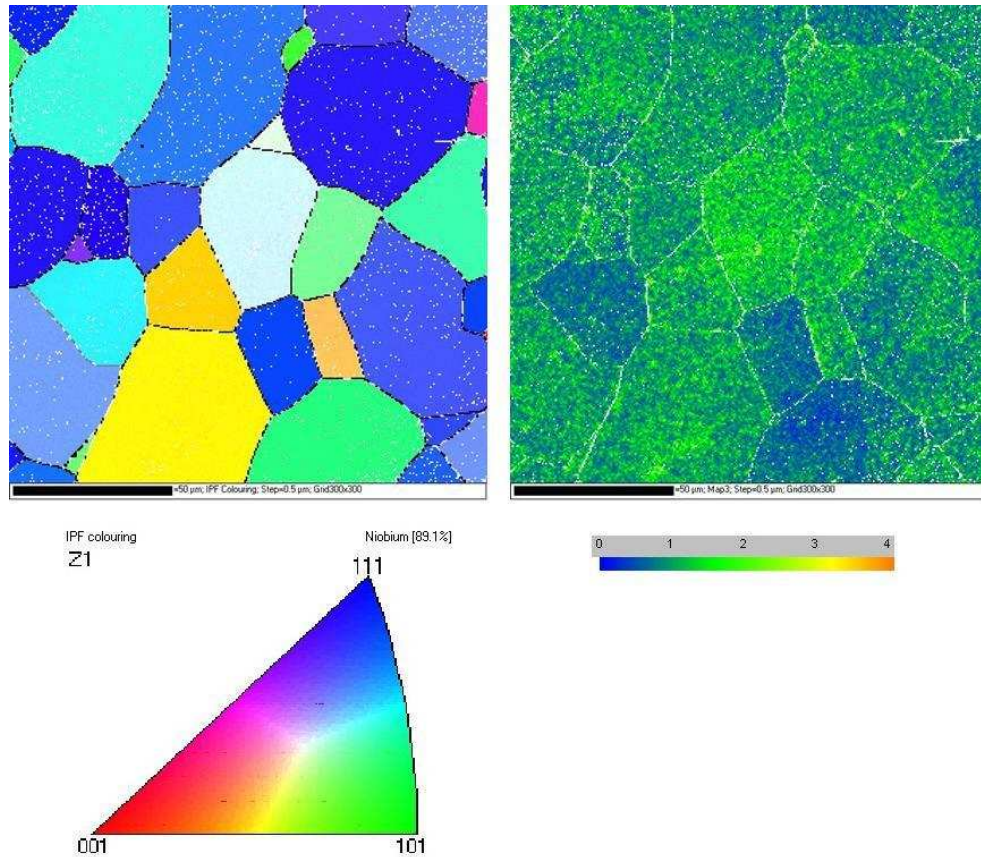 =50 µm; IPF Colouring; Step=0.5 µm; Grid300x300
=50 µm; Map3; Step=0.5 µm; Grid300x300
IPF colouring
Niobium [89.1%]
Z1
111
001
101
0 1 2 3 4